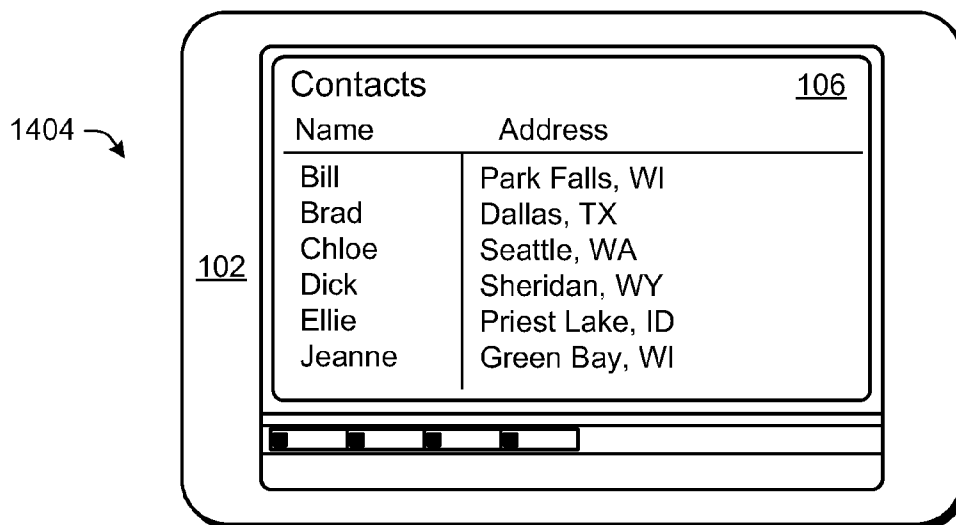 Contacts 106
Name Address
1404
Bill Park Falls, WI
Brad Dallas, TX
Chloe Seattle, WA
102
Dick Sheridan, WY
Ellie Priest Lake, ID
Jeanne Green Bay, WI